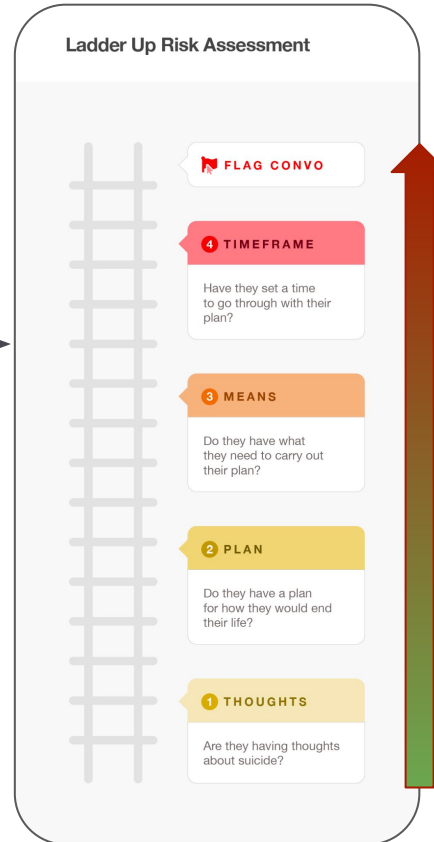 Ladder Up Risk Assessment
FLAG CONVO
4 TIMEFRAME
Have they set a time
to go through with their
plan?
3 MEANS
Do they have what
they need to carry out
their plan?
2 PLAN
Do they have a plan
for how they would end
their life?
1 THOUGHTS
Are they having thoughts
about suicide?